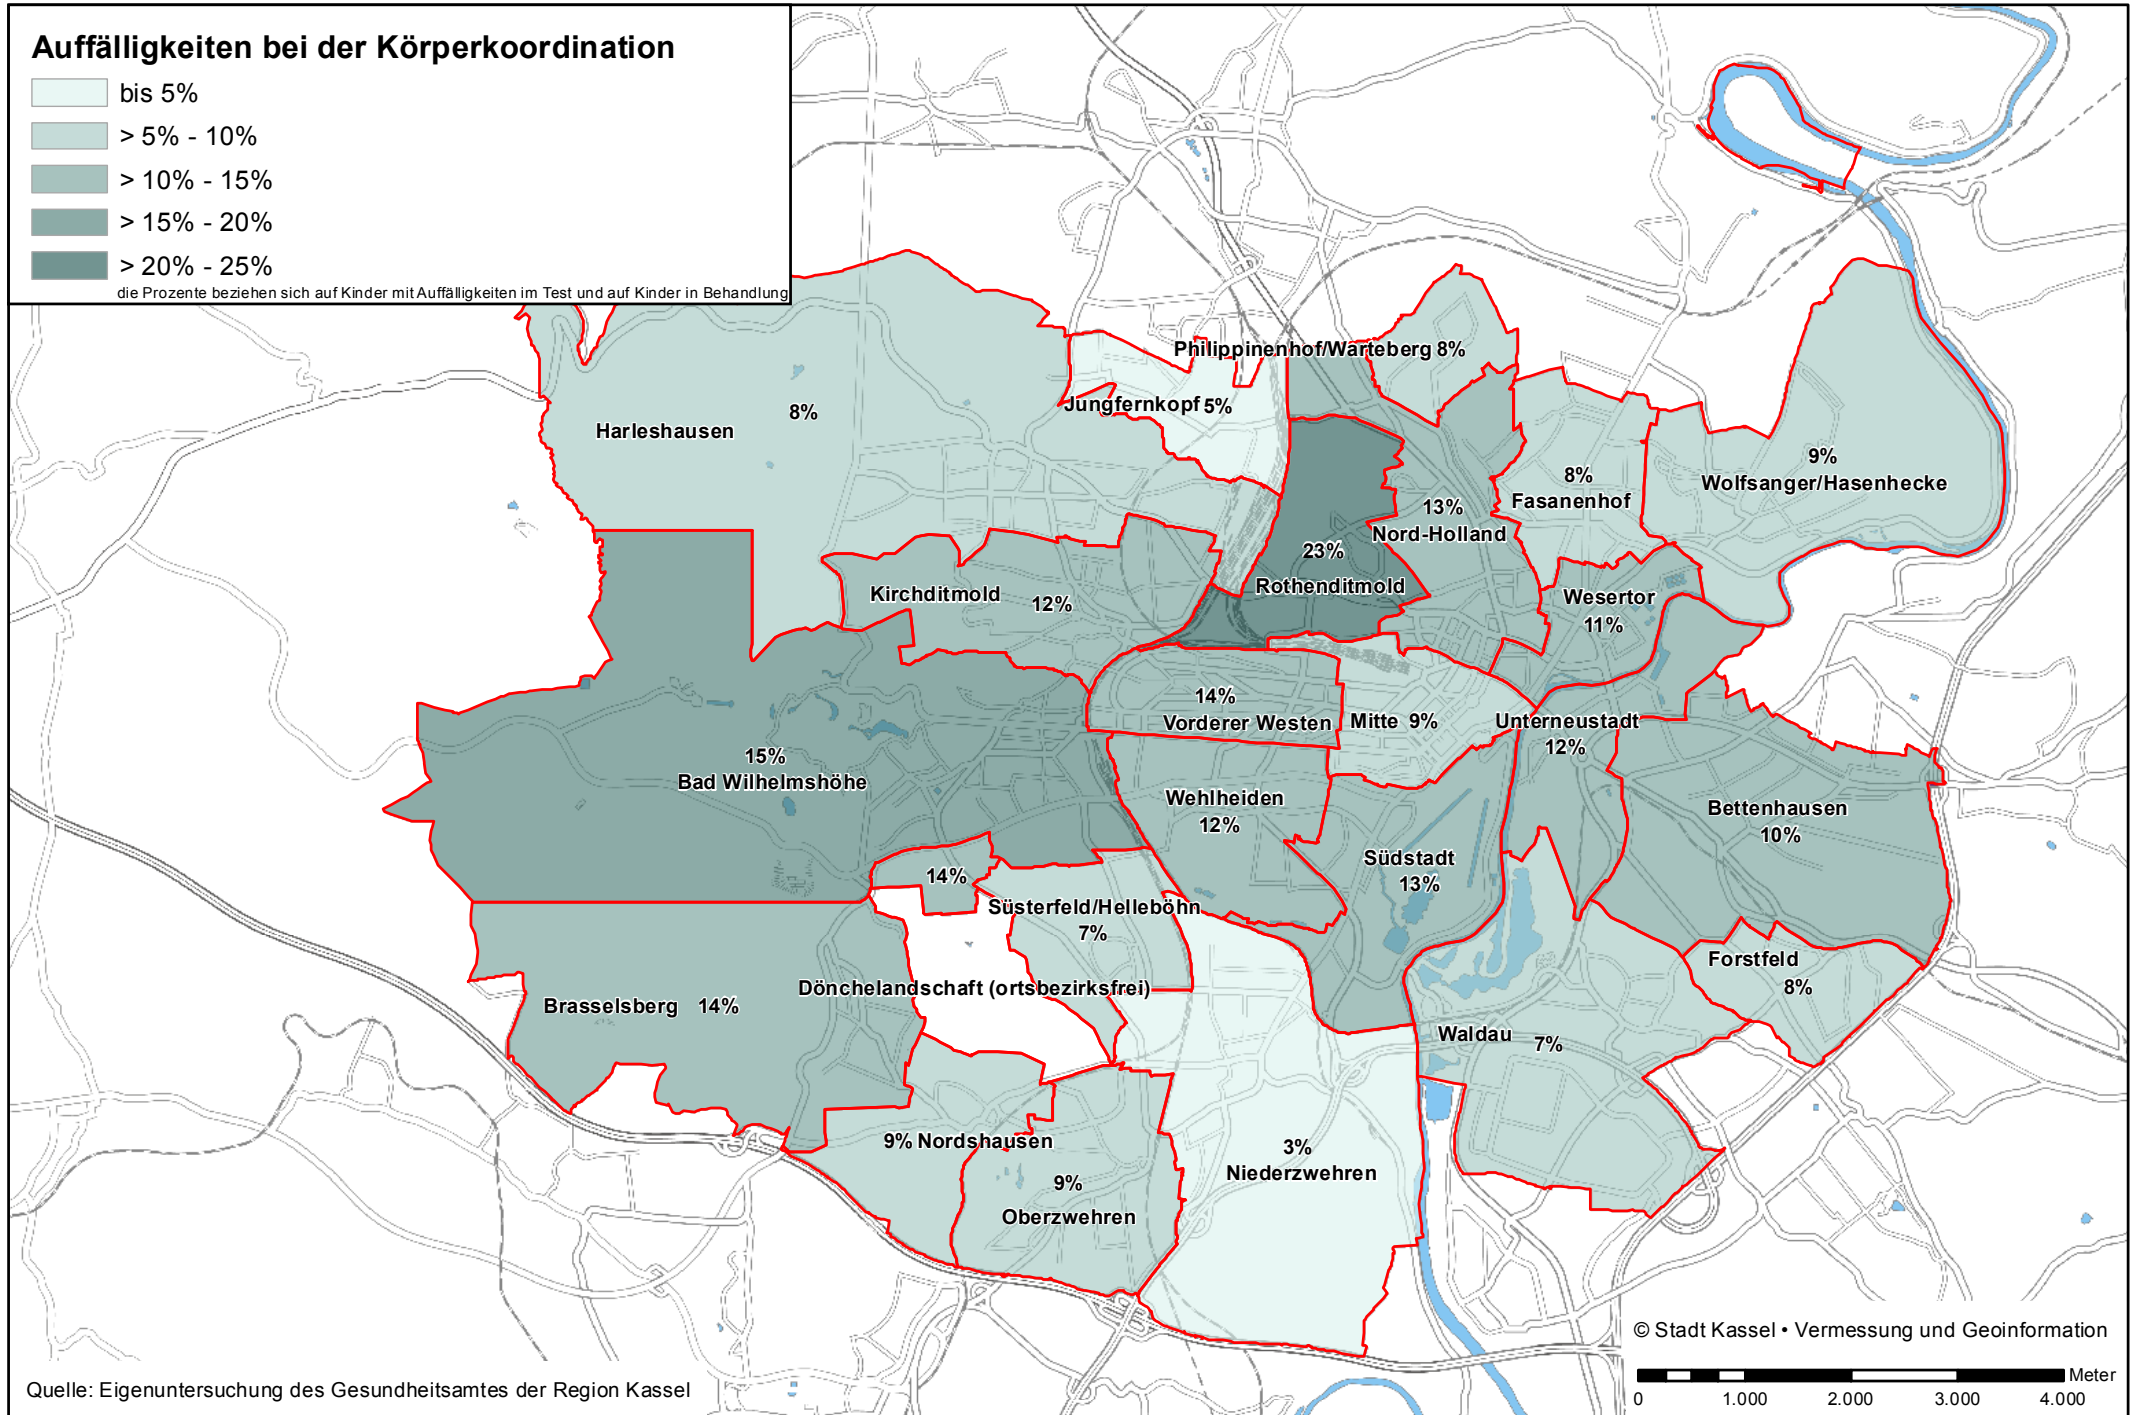 Auffälligkeiten bei der Körperkoordination
bis 5%
> 5% - 10%
> 10% - 15%
> 15% - 20%
> 20% - 25%
die Prozente beziehen sich auf Kinder mit Auffälligkeiten im Test und auf Kinder in Behandlung
Philippinenhof/Warteberg 8%
Jungfernkopf 5%
8%
Harleshausen
9%
Wolfsanger/Hasenhecke
8%
Fasanenhof
13%
Nord-Holland
23%
Rothenditmold
Kirchditmold 12%
Wesertor
11%
14%
Vorderer Westen
Mitte 9%
Unterneustadt
12%
15%
Bad Wilhelmshöhe
Wehlheiden
12%
Bettenhausen
10%
Südstadt
13%
14%
Süsterfeld/Helleböhn
7%
Forstfeld
8%
Dönchelandschaft (ortsbezirksfrei)
Brasselsberg 14%
Waldau 7%
9% Nordshausen
3%
Niederzwehren
9%
Oberzwehren
© Stadt Kassel • Vermessung und Geoinformation
Meter
0 1.000 2.000 3.000 4.000
Quelle: Eigenuntersuchung des Gesundheitsamtes der Region Kassel